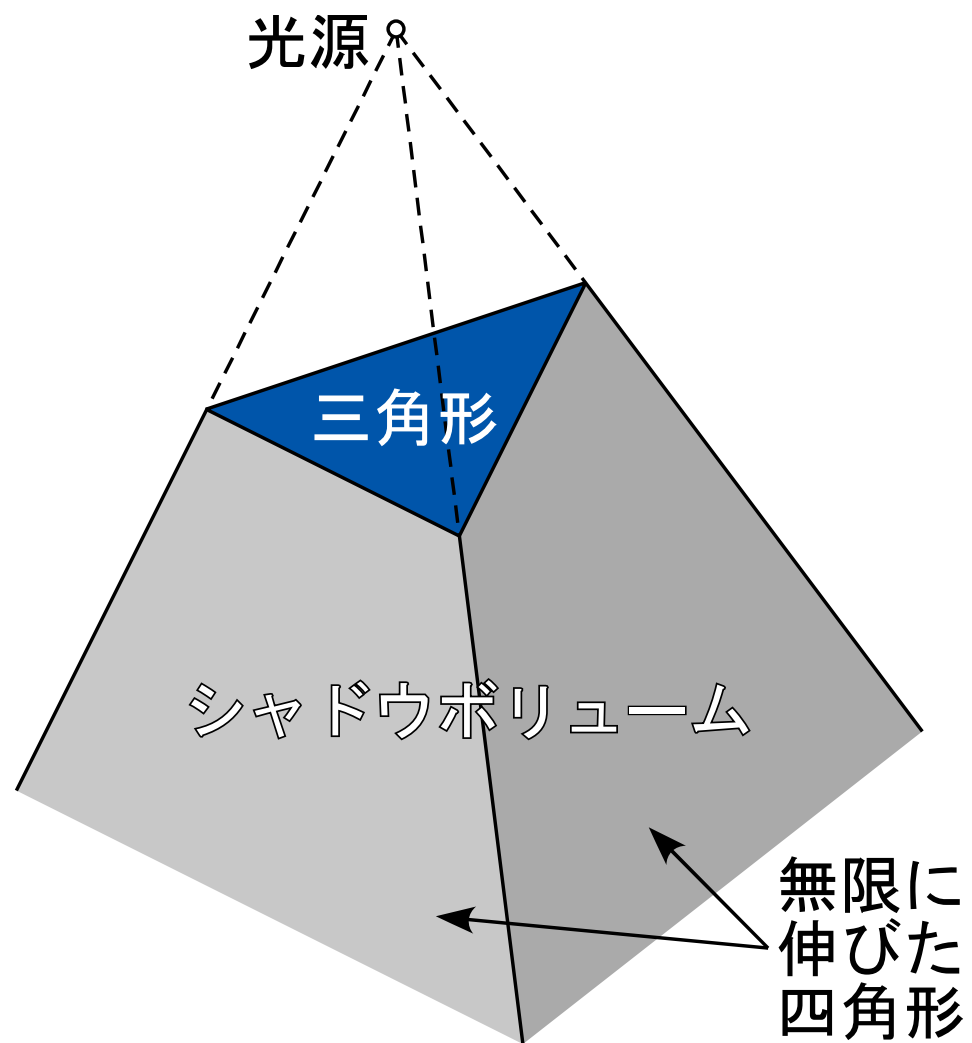 光源
三角形
シャドウボリューム
無限に
伸びた
四角形